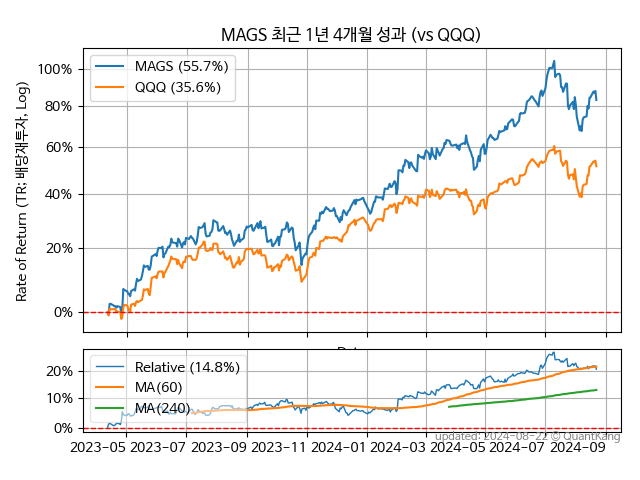 MAGS 최근 1년 4개월 성과 (vs QQQ)
Rate of Return (TR: 배당재투자, Log)
100%
80%
60%
40%
20%
0%
MAGS (55.7%)
QQQ (35.6%)
20%
10%
0%
Relative (14.8%)
MA(60)
MA(240)
2023-05 2023-07 2023-09 2023-11 2024-01 2024-03 2024-05 2024-07 2024-09
updated: 2024-08-22 © QuantKang